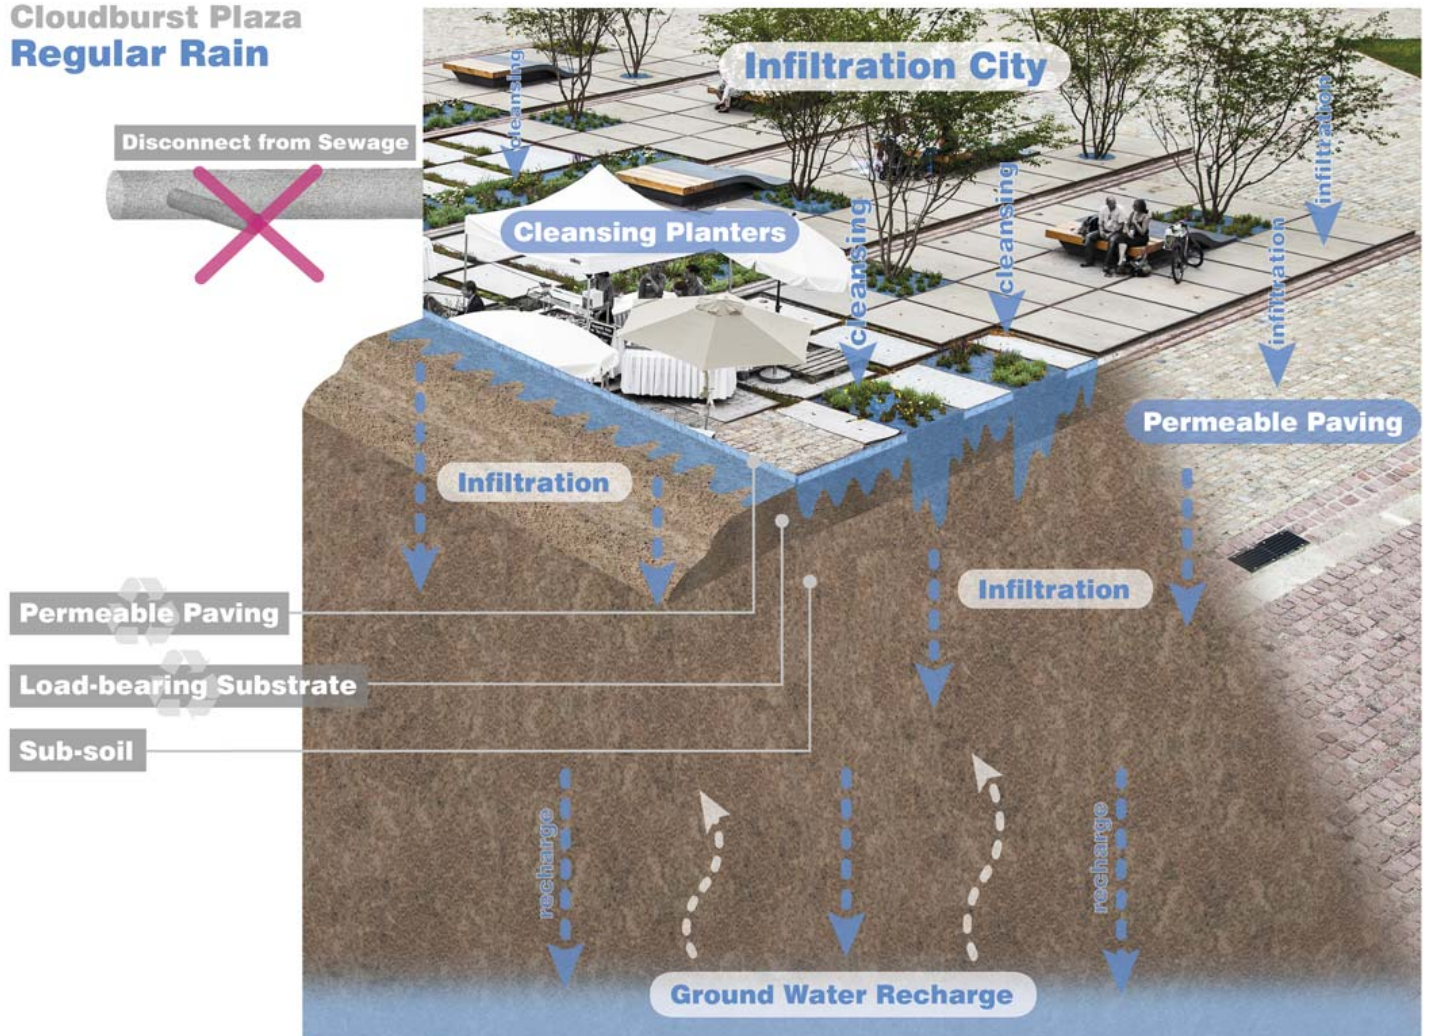 Cloudburst Plaza
Regular Rain
Infiltration City
cleansing
infiltration
Disconnect from Sewage
Cleansing Planters
cleansing
cleansing
infiltration
Permeable Paving
Infiltration
Infiltration
Permeable Paving
Load-bearing Substrate
Sub-soil
recharge
recharge
Ground Water Recharge